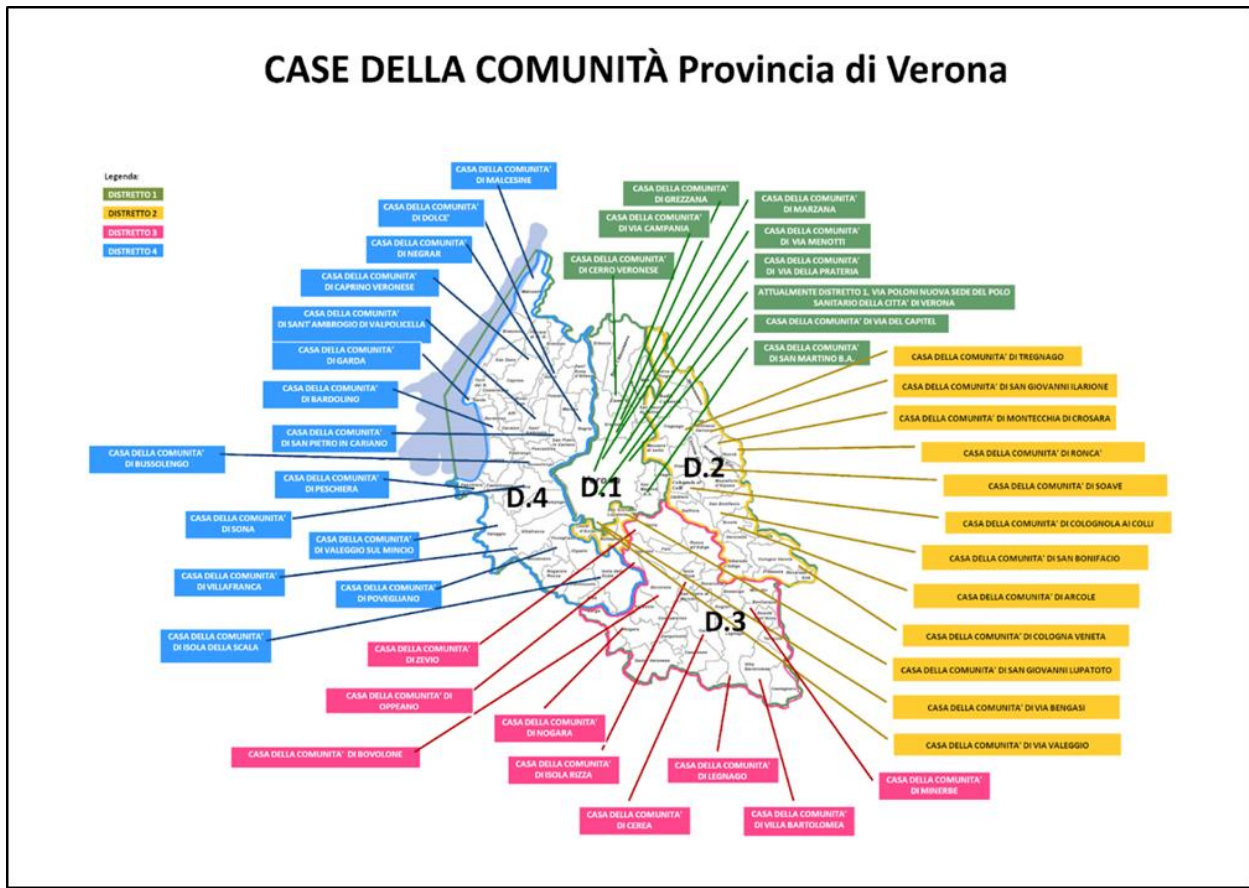 CASE DELLA COMUNITÀ Provincia di Verona
Legenda:
DISTRETTO 1
DISTRETTO 2
DISTRETTO 3
DISTRETTO 4
CASA DELLA COMUNITA'
DI MALCESINE
CASA DELLA COMUNITA'
DI DOLCE'
CASA DELLA COMUNITA'
DI NEGRAR
CASA DELLA COMUNITA'
DI CAPRINO VERONESE
CASA DELLA COMUNITA'
DI SANT'AMBROGIO DI VALPOLICELLA
CASA DELLA COMUNITA'
DI GARDA
CASA DELLA COMUNITA'
DI BARDOLINO
CASA DELLA COMUNITA'
DI SAN PIETRO IN CARIANO
CASA DELLA COMUNITA'
DI BUSSOLENGO
CASA DELLA COMUNITA'
DI PESCHIERA
CASA DELLA COMUNITA'
DI SONA
CASA DELLA COMUNITA'
DI VALEGGIO SUL MINCIO
CASA DELLA COMUNITA'
DI VILLAFRANCA
CASA DELLA COMUNITA'
DI POVEGLIANO
CASA DELLA COMUNITA'
DI ISOLA DELLA SCALA
CASA DELLA COMUNITA'
DI GREZZANA
CASA DELLA COMUNITA'
DI VIA CAMPANIA
CASA DELLA COMUNITA'
DI CERRO VERONESE
CASA DELLA COMUNITA'
DI MARZANA
CASA DELLA COMUNITA'
DI VIA MENOTTI
CASA DELLA COMUNITA'
DI VIA DELLA PRATERIA
ATTUALMENTE DISTRETTO 1, VIA POLONI NUOVA SEDE DEL POLO
SANITARIO DELLA CITTA' DI VERONA
CASA DELLA COMUNITA' DI VIA DEL CAPITEL
CASA DELLA COMUNITA'
DI SAN MARTINO B.A.
CASA DELLA COMUNITA' DI TREGNAGO
CASA DELLA COMUNITA' DI SAN GIOVANNI ILARIONE
CASA DELLA COMUNITA' DI MONTECCHIA DI CROSARA
CASA DELLA COMUNITA' DI RONCA'
CASA DELLA COMUNITA' DI SOAVE
CASA DELLA COMUNITA' DI COLOGNOLA AI COLLI
CASA DELLA COMUNITA' DI SAN BONIFACIO
CASA DELLA COMUNITA' DI ARCOLE
CASA DELLA COMUNITA' DI COLOGNA VENETA
CASA DELLA COMUNITA' DI SAN GIOVANNI LUPATOTO
CASA DELLA COMUNITA' DI VIA BENGASI
CASA DELLA COMUNITA' DI VIA VALEGGIO
D.1
D.2
D.3
D.4
CASA DELLA COMUNITA'
DI ZEVIO
CASA DELLA COMUNITA' DI
OPPEANO
CASA DELLA COMUNITA' DI BOVOLONE
CASA DELLA COMUNITA'
DI NOGARA
CASA DELLA COMUNITA'
DI ISOLA RIZZA
CASA DELLA COMUNITA'
DI CEREA
CASA DELLA COMUNITA'
DI LEGNAGO
CASA DELLA COMUNITA'
DI VILLA BARTOLOMEA
CASA DELLA COMUNITA'
DI MINERBE